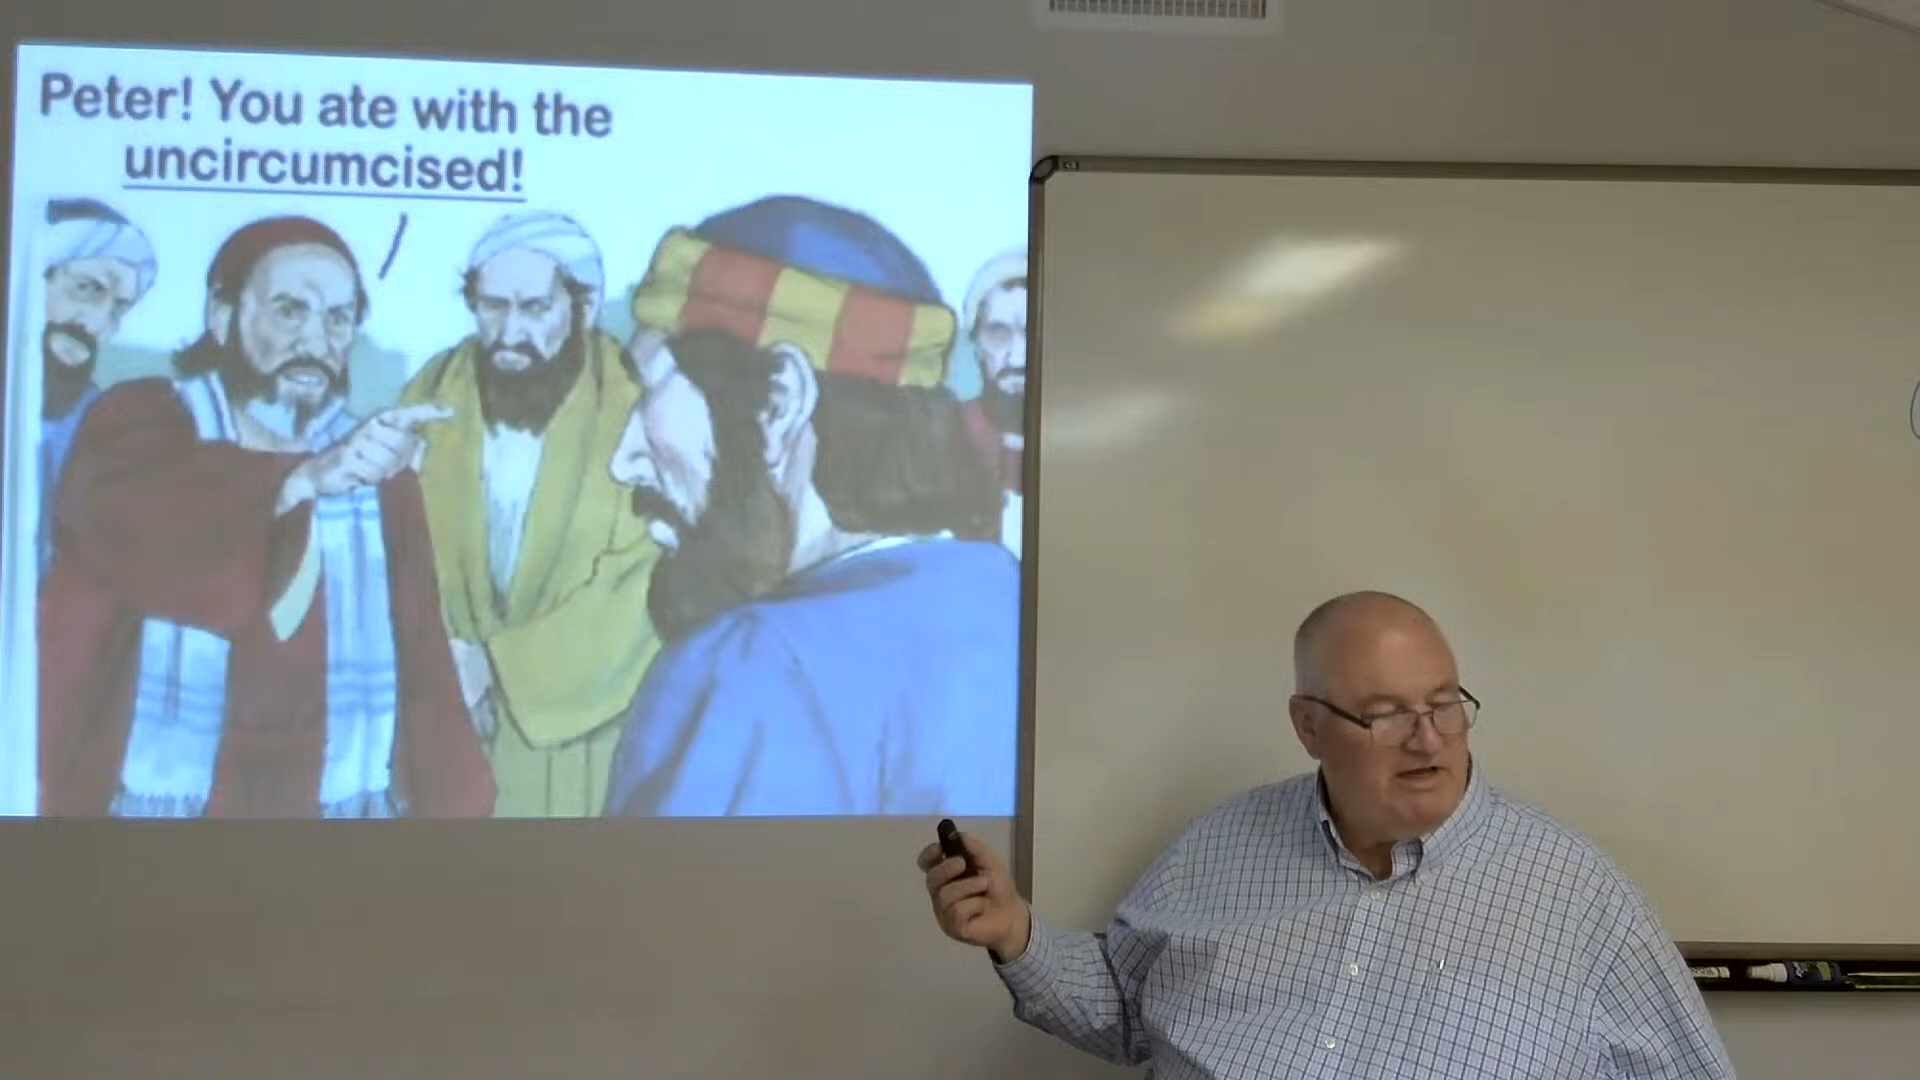 Peter! You ate with the
uncircumcised!